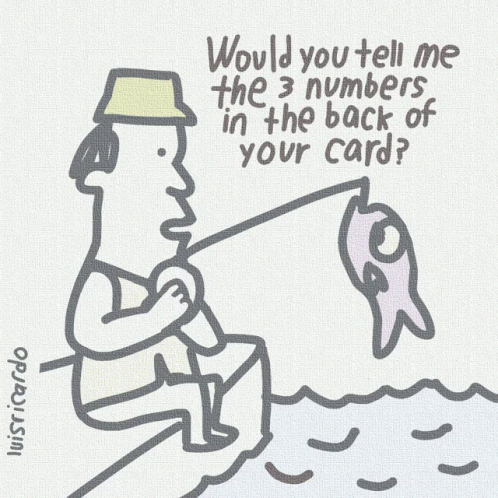 Would you tell me
the 3 numbers
in the back of
your card?
luisricardo